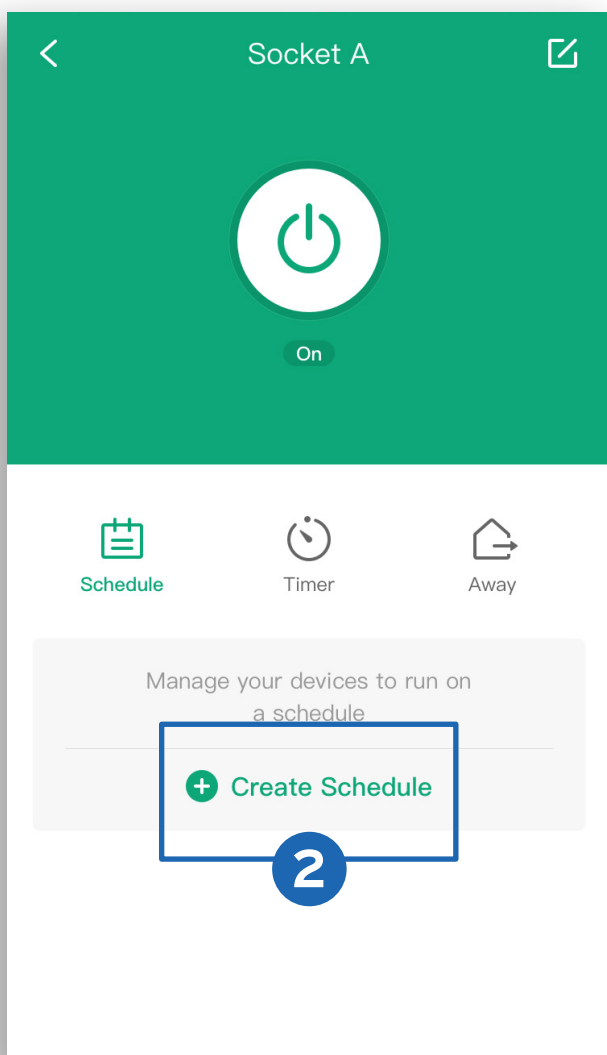 Socket A
On
Schedule
Timer
Away
Manage your devices to run on
a schedule
Create Schedule
2